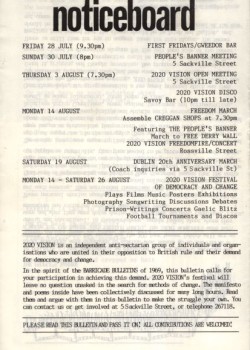 noticeboard
FRIDAY 28 JULY (9.30pm) FIRST FRIDAYS/GWEEDOR BAR
SUNDAY 30 JULY (8pm) PEOPLE'S BANNER MEETING
5 Sackville Street
THURSDAY 3 AUGUST (7.30pm) 2020 VISION OPEN MEETING
5 Sackville Street
2020 VISION DISCO
Savoy Bar (10pm till late)
MONDAY 14 AUGUST FREEDOM MARCH
Assemble CREGGAN SHOPS at 7.30pm
Featuring THE PEOPLE'S BANNER
March to FREE DERRY WALL
2020 VISION FREEDOMFIRE/CONCERT
Rossville Street
SATURDAY 19 AUGUST DUBLIN 20th ANNIVERSARY MARCH
(Coach inquiries via 5 Sackville St)
MONDAY 14 - SATURDAY 26 AUGUST 2020 VISION FESTIVAL
OF DEMOCRACY AND CHANGE
Plays Films Music Posters Exhibitions
Photography Songwriting Discussions Debates
Prison-Writings Concerts Gaelic Blitz
Football Tournaments and Discos
2020 VISION is an independent anti-sectarian group of individuals and organi-
sations who are united in their opposition to British rule and their demand
for democracy and change.
In the spirit of the BARRICADE BULLETINS of 1969, this bulletin calls for
your participation in achieving this demand. 2020 VISION's festival will
leave no question unasked in the search for methods of change. The manifesto
and poems inside have been collectively discussed for many long hours. Read
them and argue with them in this bulletin to make the struggle your own. You
can contact us or get involved at 5 Sackville Street, or telephone 267118.
PLEASE READ THIS BULLETIN AND PASS IT ON! ALL CONTRIBUTIONS ARE WELCOMED!